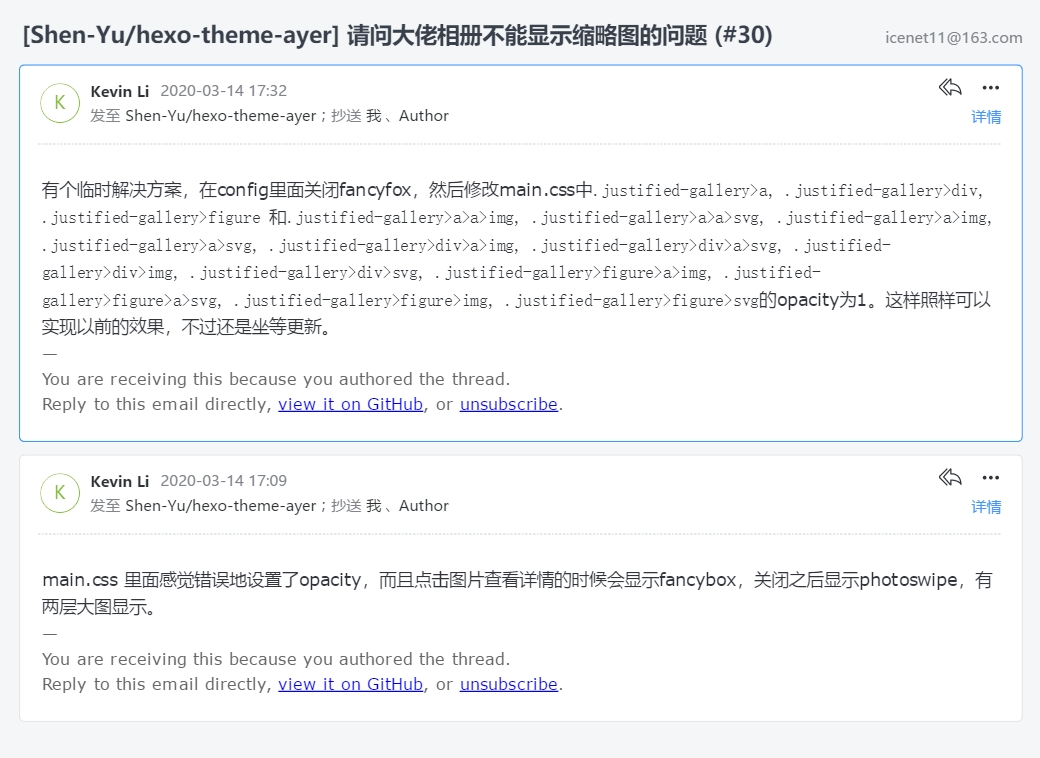 [Shen-Yu/hexo-theme-ayer] 请问大佬相册不能显示缩略图的问题 (#30)
icenet11@163.com
K
Kevin Li 2020-03-14 17:32
发至 Shen-Yu/hexo-theme-ayer；抄送 我、Author
详情
有个临时解决方案，在config里面关闭fancyfox，然后修改main.css中.justified-gallery>a, .justified-gallery>div,
.justified-gallery>figure 和.justified-gallery>a>a>img, .justified-gallery>a>a>svg, .justified-gallery>a>img,
.justified-gallery>a>svg, .justified-gallery>div>a>img, .justified-gallery>div>a>svg, .justified-
gallery>div>img, .justified-gallery>div>svg, .justified-gallery>figure>a>img, .justified-
gallery>figure>a>svg, .justified-gallery>figure>img, .justified-gallery>figure>svg的opacity为1。这样照样可以
实现以前的效果，不过还是坐等更新。
—
You are receiving this because you authored the thread.
Reply to this email directly, view it on GitHub, or unsubscribe.
K
Kevin Li 2020-03-14 17:09
发至 Shen-Yu/hexo-theme-ayer；抄送 我、Author
详情
main.css 里面感觉错误地设置了opacity，而且点击图片查看详情的时候会显示fancybox，关闭之后显示photoswipe，有
两层大图显示。
—
You are receiving this because you authored the thread.
Reply to this email directly, view it on GitHub, or unsubscribe.